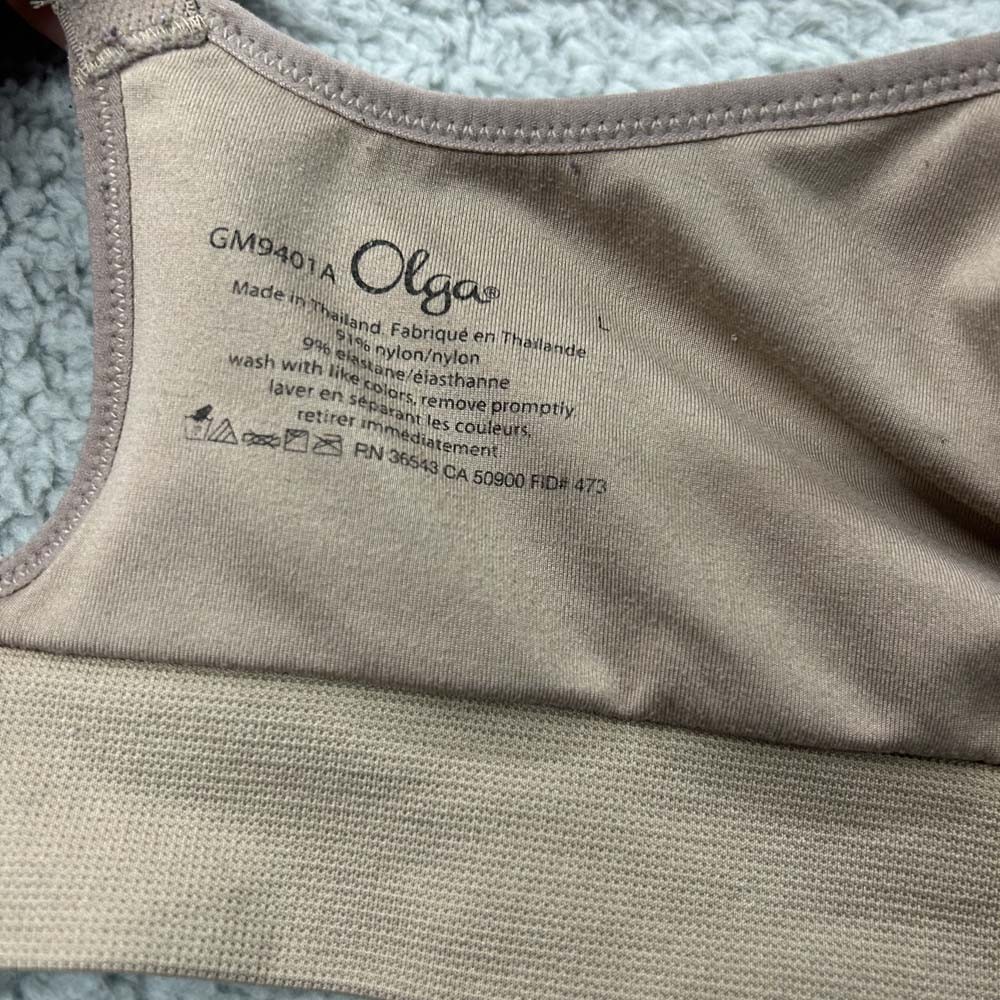 GM9401A Olga®
Made in Thailand Fabriqué en Thaïlande
91% nylon/nylon
9% elastane/élasthanne
wash with like colors, remove promptly
laver en séparant les couleurs,
retirer immédiatement
RN 36543 CA 50900 FID# 473
L